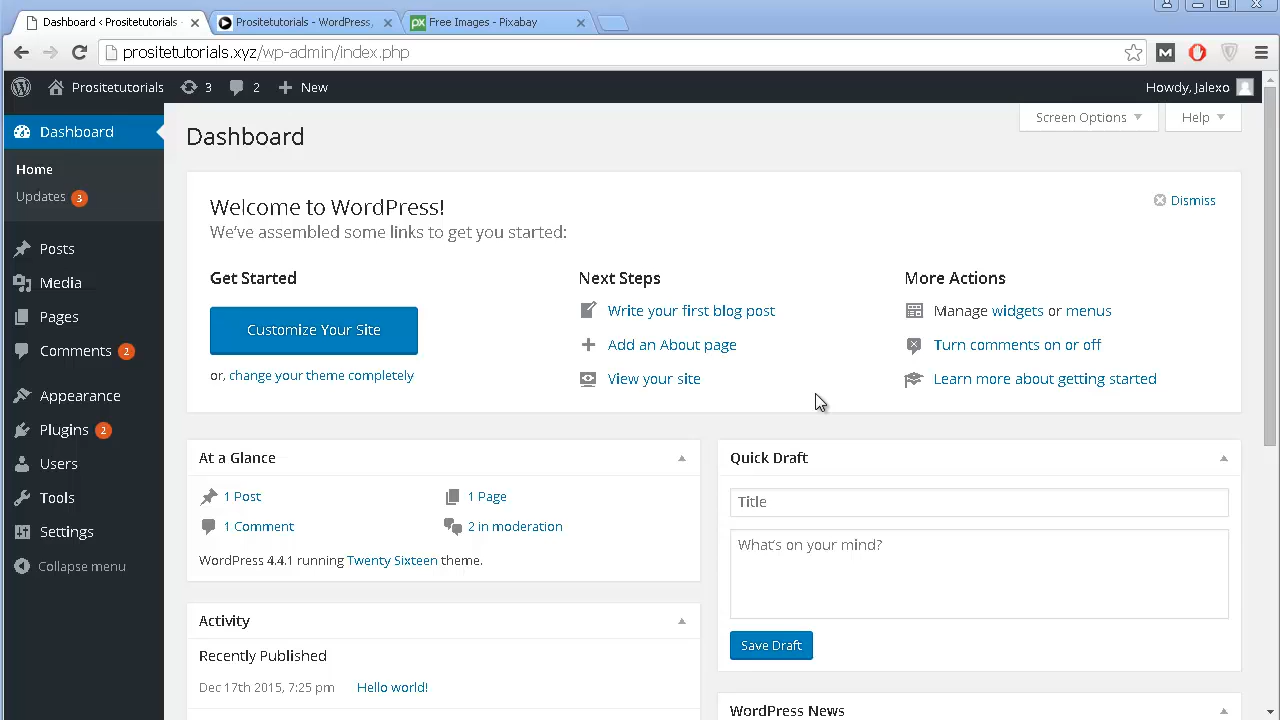 Dashboard ‹ Prositetutorials
Prositetutorials – WordPress,
px Free Images - Pixabay
prositetutorials.xyz/wp-admin/index.php
M
Prositetutorials 3 2 New
Howdy, Jalexo
Screen Options
Help
Dashboard
Home
Updates 3
Posts
Media
Pages
Comments 2
Appearance
Plugins 2
Users
Tools
Settings
Collapse menu
Dashboard
Welcome to WordPress!
We've assembled some links to get you started:
Dismiss
Get Started
Customize Your Site
or, change your theme completely
Next Steps
Write your first blog post
Add an About page
View your site
More Actions
Manage widgets or menus
Turn comments on or off
Learn more about getting started
At a Glance
1 Post
1 Page
1 Comment
2 in moderation
WordPress 4.4.1 running Twenty Sixteen theme.
Activity
Recently Published
Dec 17th 2015, 7:25 pm Hello world!
Quick Draft
Title
What's on your mind?
Save Draft
WordPress News